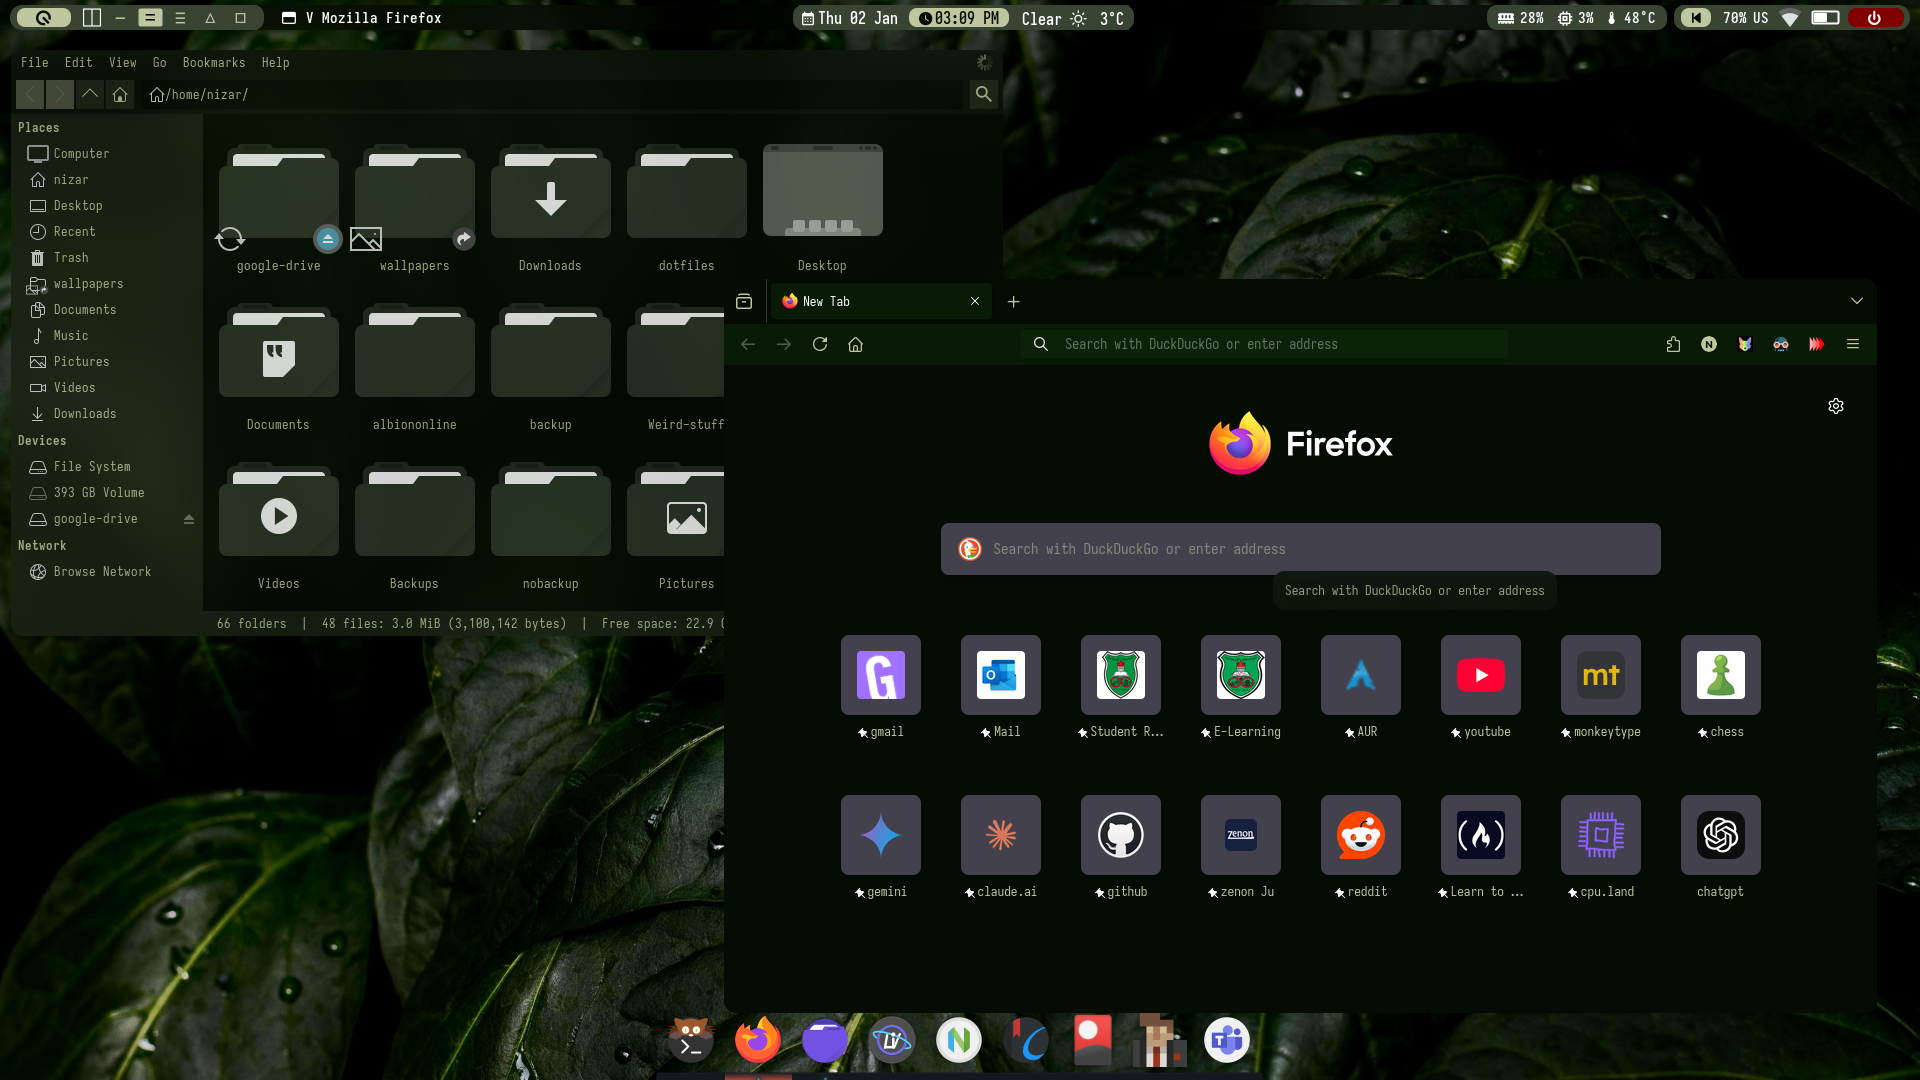 V Mozilla Firefox
Thu 02 Jan
03:09 PM
Clear
3°C
28%
3%
48°C
70% US
File Edit View Go Bookmarks Help
/home/nizar/
Places
Computer
nizar
Desktop
Recent
Trash
wallpapers
Documents
Music
Pictures
Videos
Downloads
Devices
File System
393 GB Volume
google-drive
Network
Browse Network
google-drive
wallpapers
Downloads
dotfiles
Desktop
Documents
albiononline
backup
Weird-stuff
Videos
Backups
nobackup
Pictures
66 folders | 48 files: 3.0 MiB (3,100,142 bytes) | Free space: 22.9
New Tab
Search with DuckDuckGo or enter address
N
Firefox
Search with DuckDuckGo or enter address
Search with DuckDuckGo or enter address
G
O
mt
gmail
Mail
Student R...
E-Learning
AUR
youtube
monkeytype
chess
zenon
gemini
claude.ai
github
zenon Ju
reddit
Learn to ...
cpu.land
chatgpt